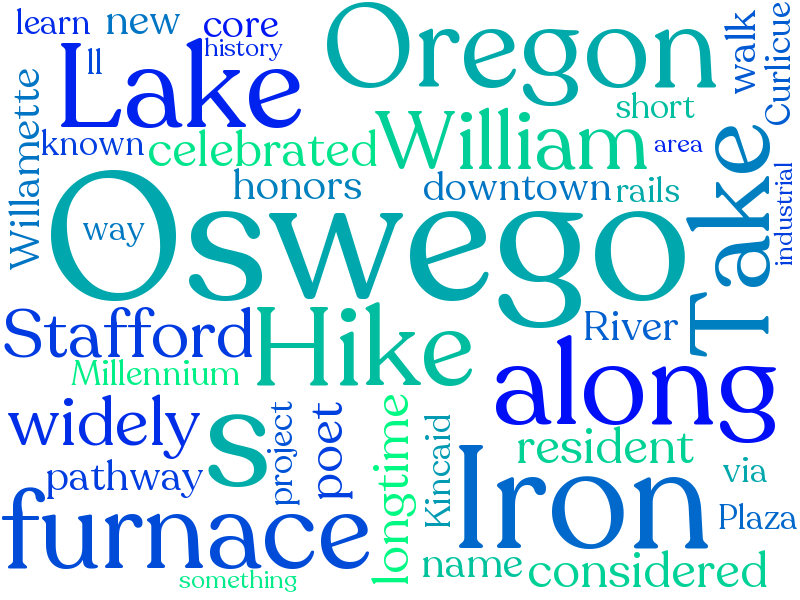 learn
new
core
history
ll
Lake
Oregon
walk
Curlicue
short
Willamette
known
celebrated
William
area
honors
downtown
rails
Take
industrial
way
Oswego
Stafford
Hike
River
Millennium
along
widely
s
project
poet
longtime
Kincaid
resident
pathway
Iron
via
furnace
Plaza
name
considered
something